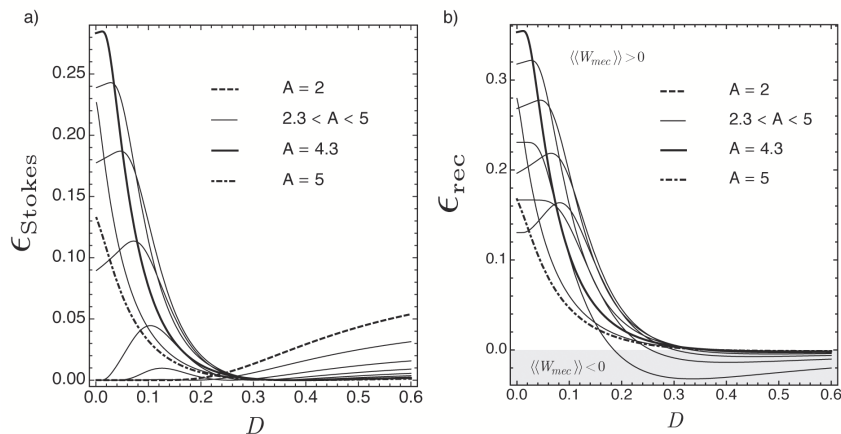 a)
ϵStokes
0.25
0.20
0.15
0.10
0.05
0.00
0.0 0.1 0.2 0.3 0.4 0.5 0.6
D
A = 2
2.3 < A < 5
A = 4.3
A = 5
b)
ϵrec
0.3
0.2
0.1
0.0
0.0 0.1 0.2 0.3 0.4 0.5 0.6
D
⟨⟨Wmec⟩⟩>0
A = 2
2.3 < A < 5
A = 4.3
A = 5
⟨⟨Wmec⟩⟩<0